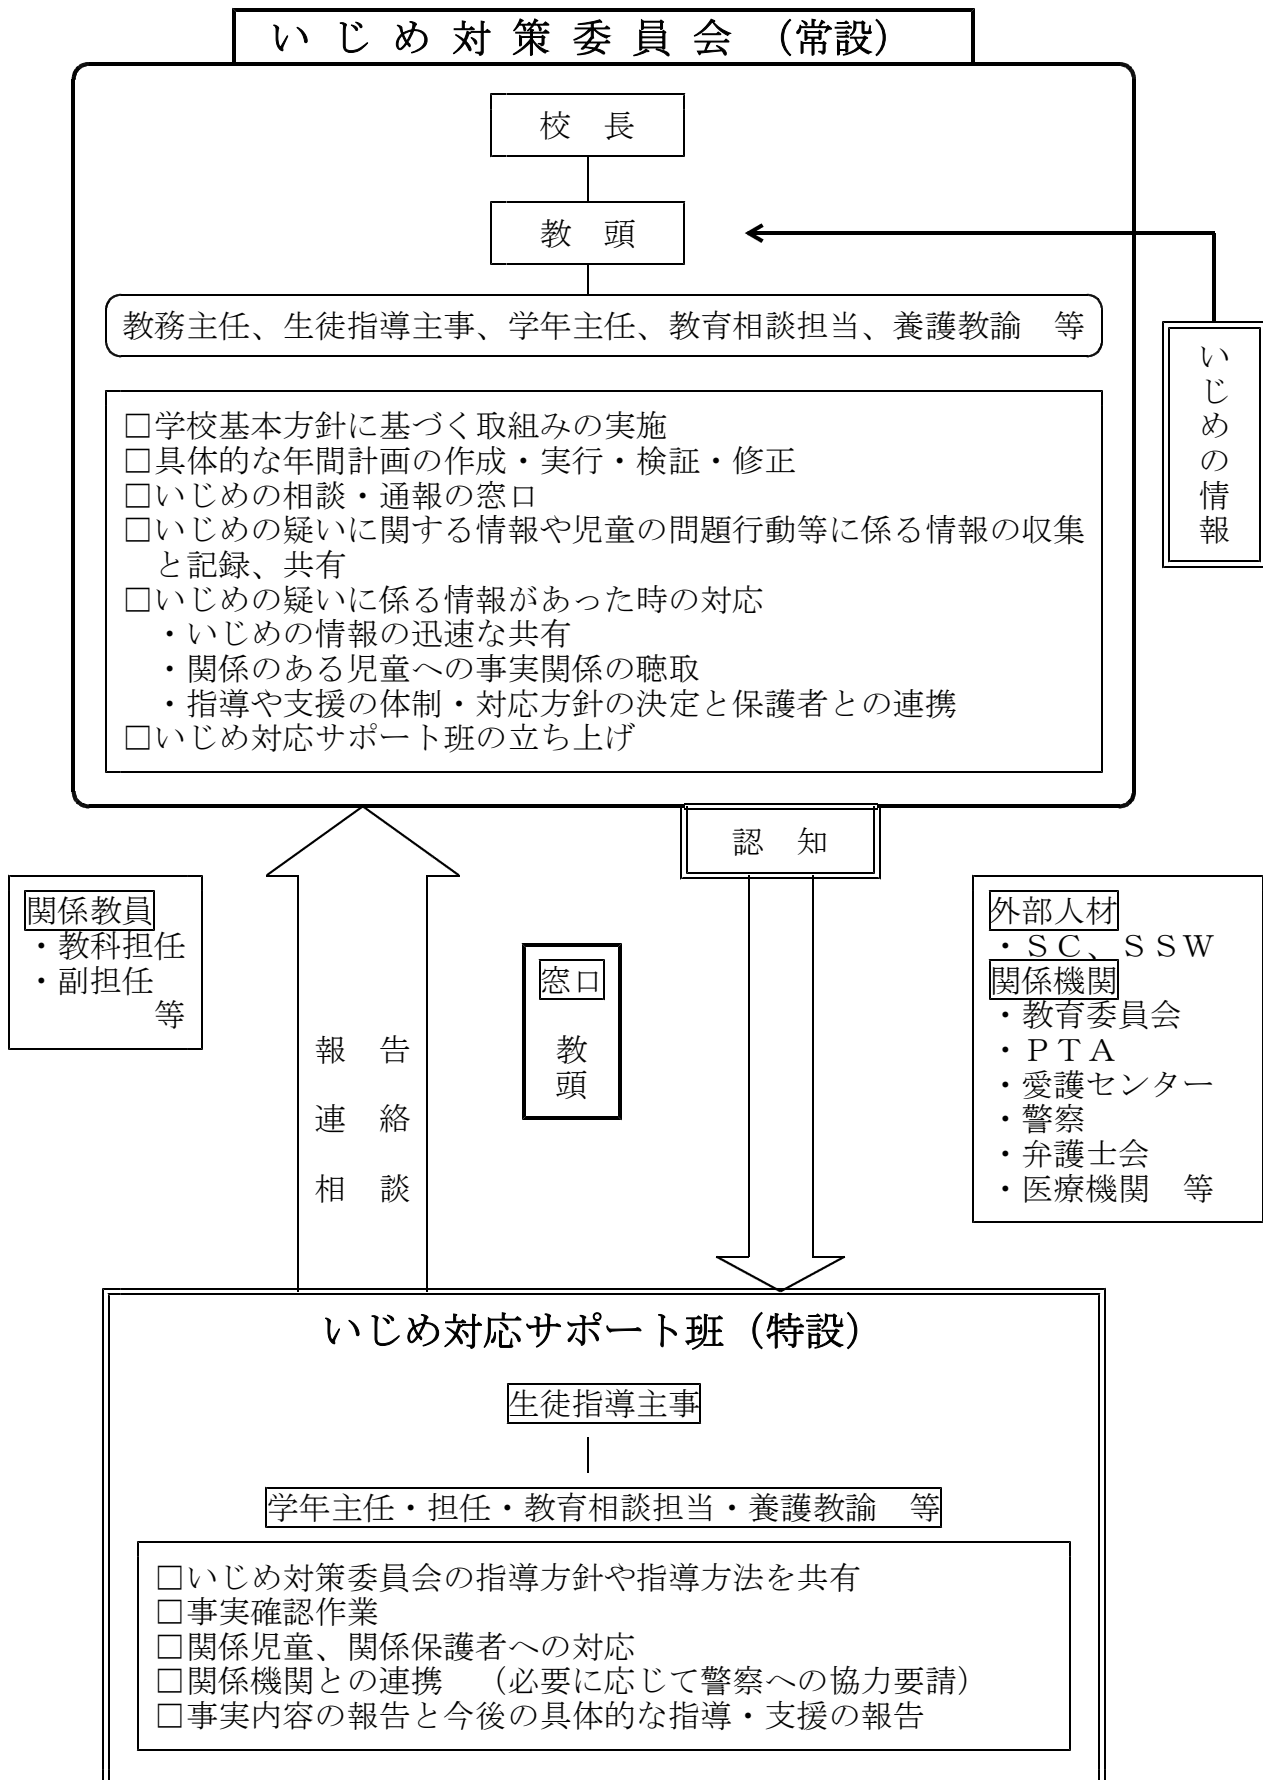 いじめ対策委員会 (常設)
校 長
教 頭
教務主任、生徒指導主事、学年主任、教育相談担当、養護教諭 等
いじめの情報
□学校基本方針に基づく取組みの実施
□具体的な年間計画の作成・実行・検証・修正
□いじめの相談・通報の窓口
□いじめの疑いに関する情報や児童の問題行動等に係る情報の収集
と記録、共有
□いじめの疑いに係る情報があった時の対応
・いじめの情報の迅速な共有
・関係のある児童への事実関係の聴取
・指導や支援の体制・対応方針の決定と保護者との連携
□いじめ対応サポート班の立ち上げ
認 知
関係教員
・教科担任
・副担任
等
報 告
連 絡
相 談
窓口
教頭
外部人材
・ＳＣ、ＳＳＷ
関係機関
・教育委員会
・ＰＴＡ
・愛護センター
・警察
・弁護士会
・医療機関 等
いじめ対応サポート班（特設）
生徒指導主事
学年主任・担任・教育相談担当・養護教諭 等
□いじめ対策委員会の指導方針や指導方法を共有
□事実確認作業
□関係児童、関係保護者への対応
□関係機関との連携 （必要に応じて警察への協力要請）
□事実内容の報告と今後の具体的な指導・支援の報告